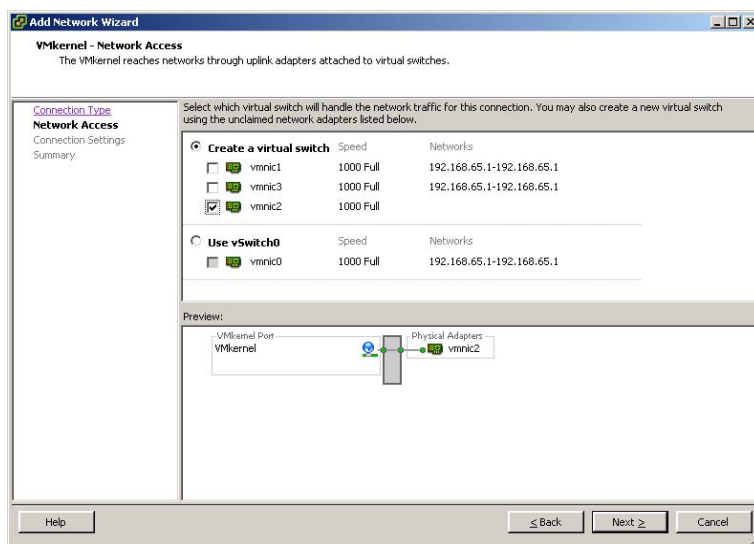 Add Network Wizard
VMkernel - Network Access
The VMkernel reaches networks through uplink adapters attached to virtual switches.
Connection Type
Network Access
Connection Settings
Summary
Select which virtual switch will handle the network traffic for this connection. You may also create a new virtual switch
using the unclaimed network adapters listed below.
Create a virtual switch Speed Networks
vmnic1 1000 Full 192.168.65.1-192.168.65.1
vmnic3 1000 Full 192.168.65.1-192.168.65.1
vmnic2 1000 Full
Use vSwitch0 Speed Networks
vmnic0 1000 Full 192.168.65.1-192.168.65.1
Preview:
VMkernel Port Physical Adapters
VMkernel vmnic2
Help ≤ Back Next ≥ Cancel